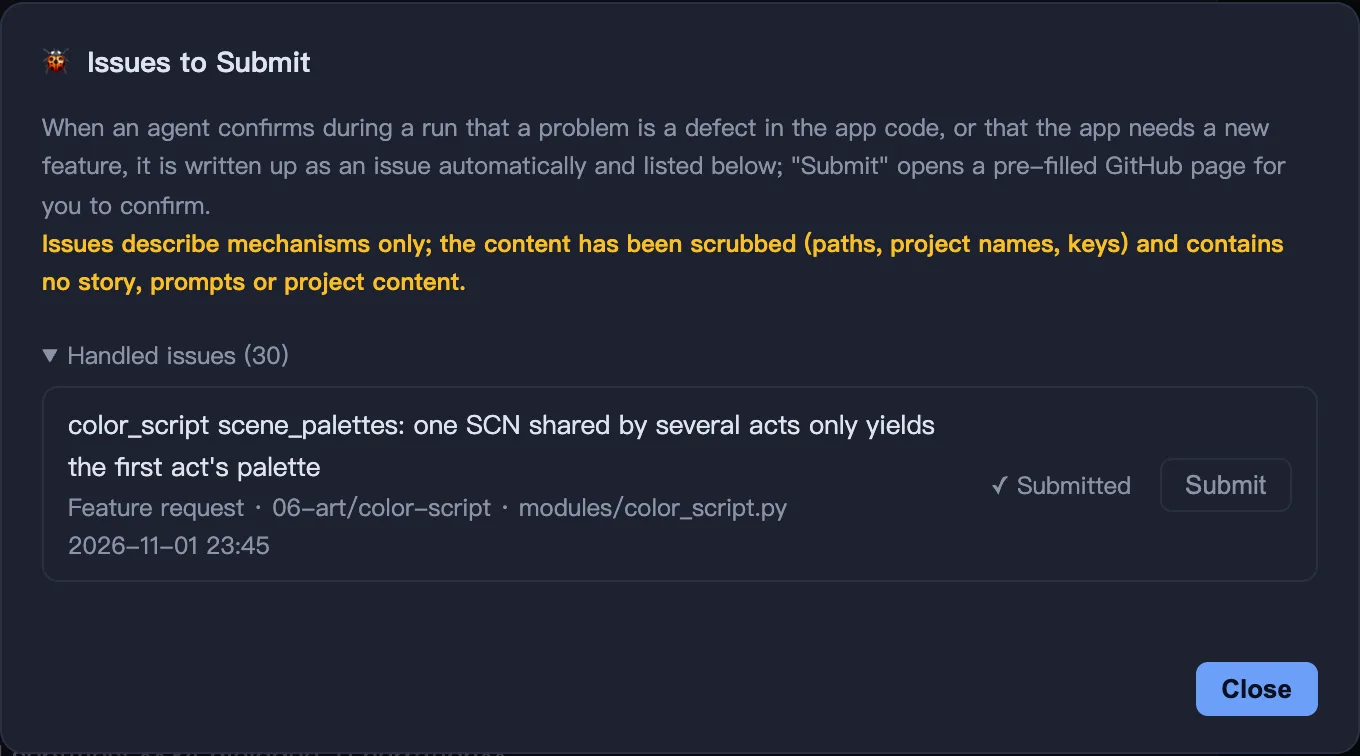 Issues to Submit
When an agent confirms during a run that a problem is a defect in the app code, or that the app needs a new
feature, it is written up as an issue automatically and listed below; "Submit" opens a pre-filled GitHub page for
you to confirm.
Issues describe mechanisms only; the content has been scrubbed (paths, project names, keys) and contains
no story, prompts or project content.
▼ Handled issues (30)
color_script scene_palettes: one SCN shared by several acts only yields
the first act's palette
Feature request · 06-art/color-script · modules/color_script.py
2026-11-01 23:45
✓ Submitted
Submit
Close